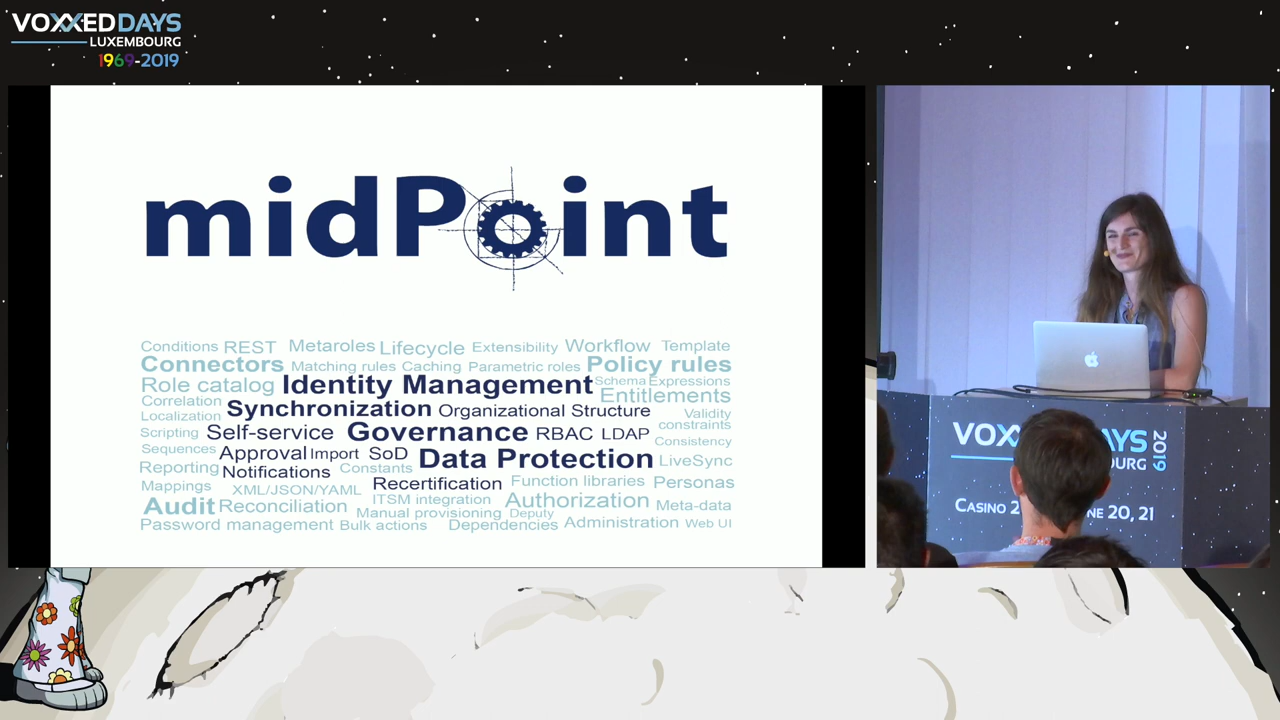 VOXXEDDAYS
LUXEMBOURG
1969-2019
midPoint
Conditions REST Metaroles Lifecycle Extensibility Workflow Template
Connectors Matching rules Caching Parametric roles Policy rules
Role catalog Identity Management Schema Expressions
Correlation Entitlements
Localization Synchronization Organizational Structure Validity
constraints
Scripting Self-service Governance RBAC LDAP Consistency
Sequences Approval Import SoD Data Protection LiveSync
Reporting Notifications Constants
Mappings Recertification Function libraries Personas
XML/JSON/YAML ITSM integration Authorization Meta-data
Audit Reconciliation Manual provisioning Deputy
Password management Bulk actions Dependencies Administration Web UI
VOX AYS
2019
URG
CASINO 2 NE 20, 21